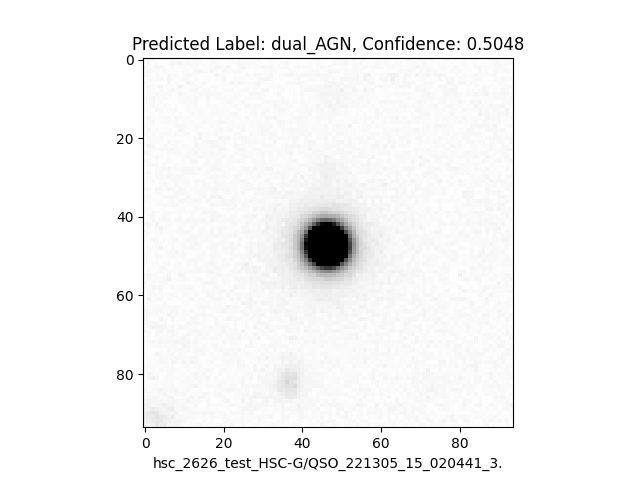 Predicted Label: dual_AGN, Confidence: 0.5048
0
20
40
60
80
0 20 40 60 80
hsc_2626_test_HSC-G/QSO_221305_15_020441_3.